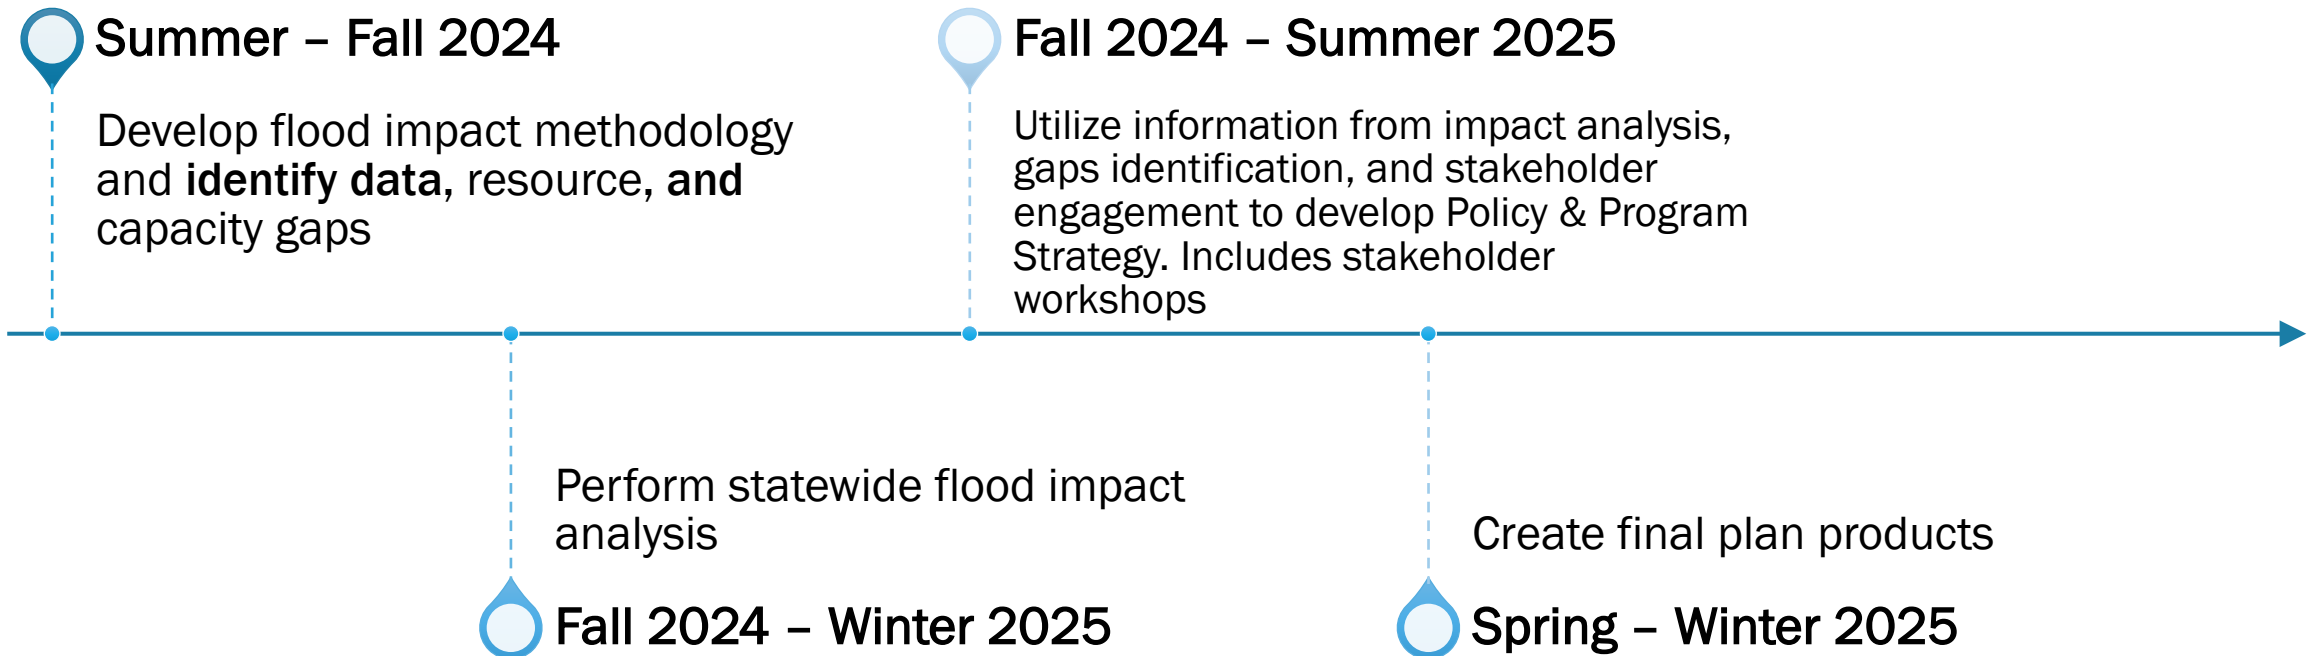 Summer – Fall 2024
Develop flood impact methodology
and identify data, resource, and
capacity gaps
Fall 2024 – Summer 2025
Utilize information from impact analysis,
gaps identification, and stakeholder
engagement to develop Policy & Program
Strategy. Includes stakeholder
workshops
Perform statewide flood impact
analysis
Fall 2024 – Winter 2025
Create final plan products
Spring – Winter 2025